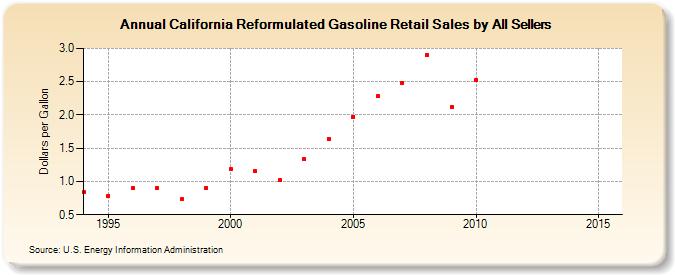 Annual California Reformulated Gasoline Retail Sales by All Sellers
Dollars per Gallon
3.0
2.5
2.0
1.5
1.0
0.5
1995 2000 2005 2010 2015
Source: U.S. Energy Information Administration